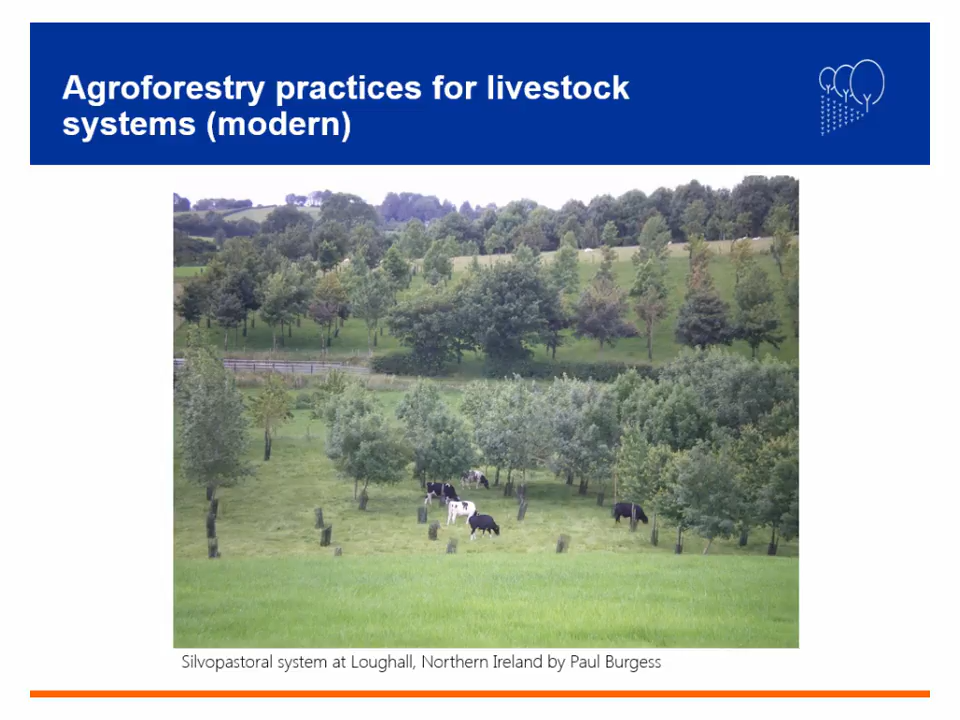 Agroforestry practices for livestock
systems (modern)
Silvopastoral system at Loughall, Northern Ireland by Paul Burgess